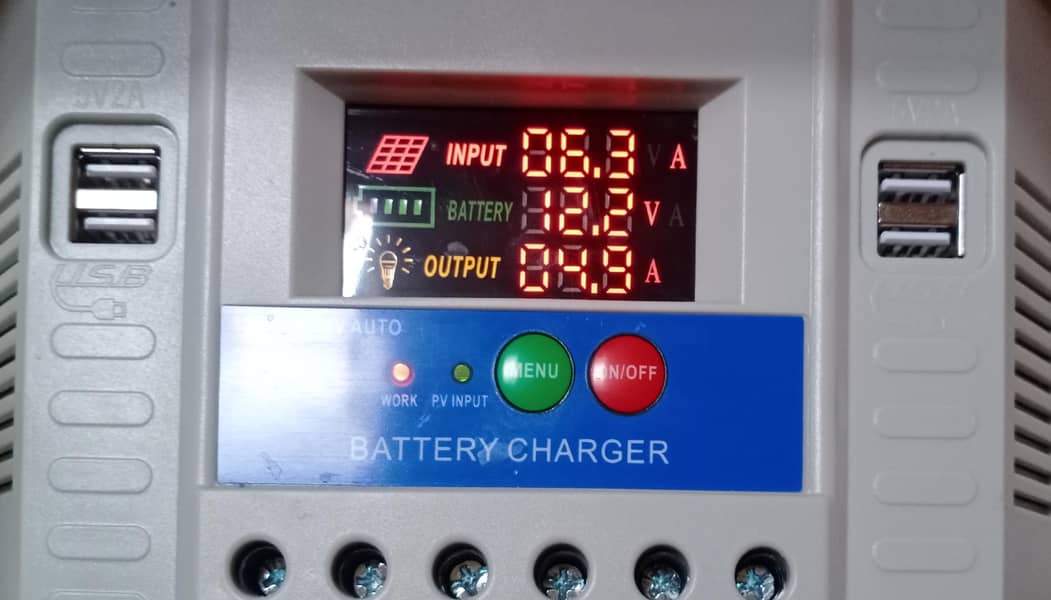 5V2A
INPUT 05.3 V A
BATTERY 12.2 V A
OUTPUT 04.9 A
USB
V AUTO
WORK
PV INPUT
MENU
ON/OFF
BATTERY CHARGER